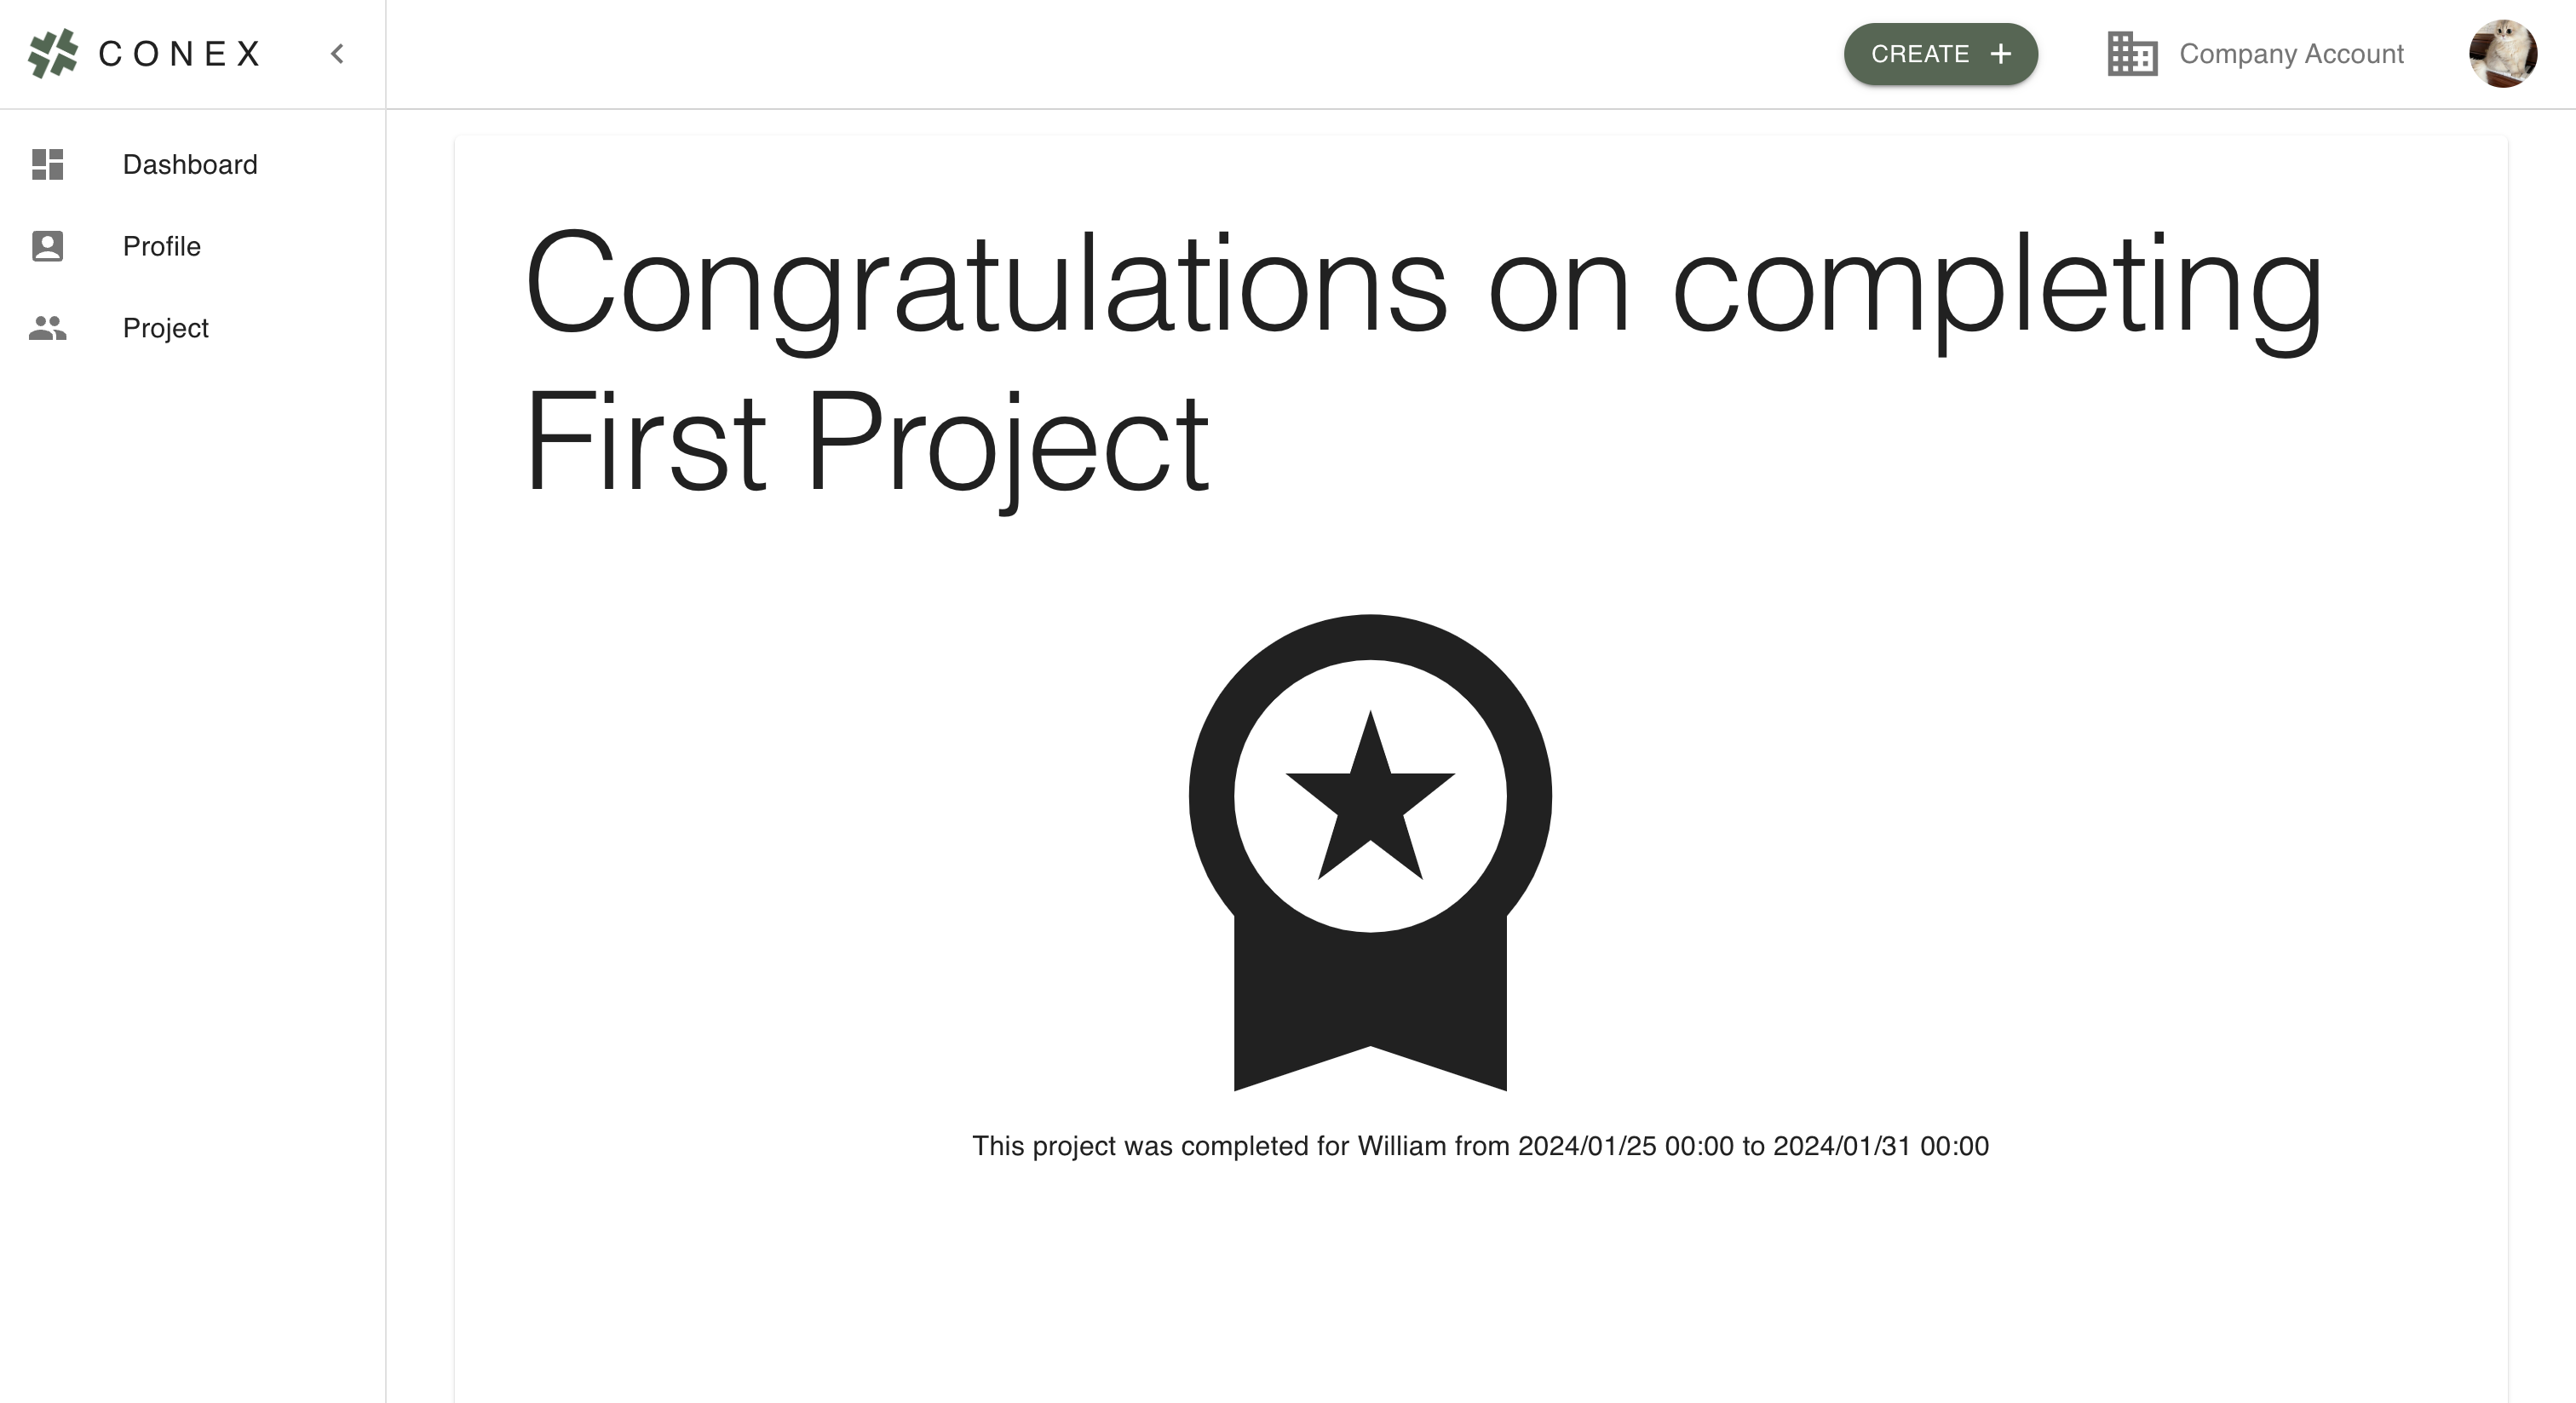 CONEX
CREATE +
Company Account
Dashboard
Profile
Project
Congratulations on completing
First Project
This project was completed for William from 2024/01/25 00:00 to 2024/01/31 00:00